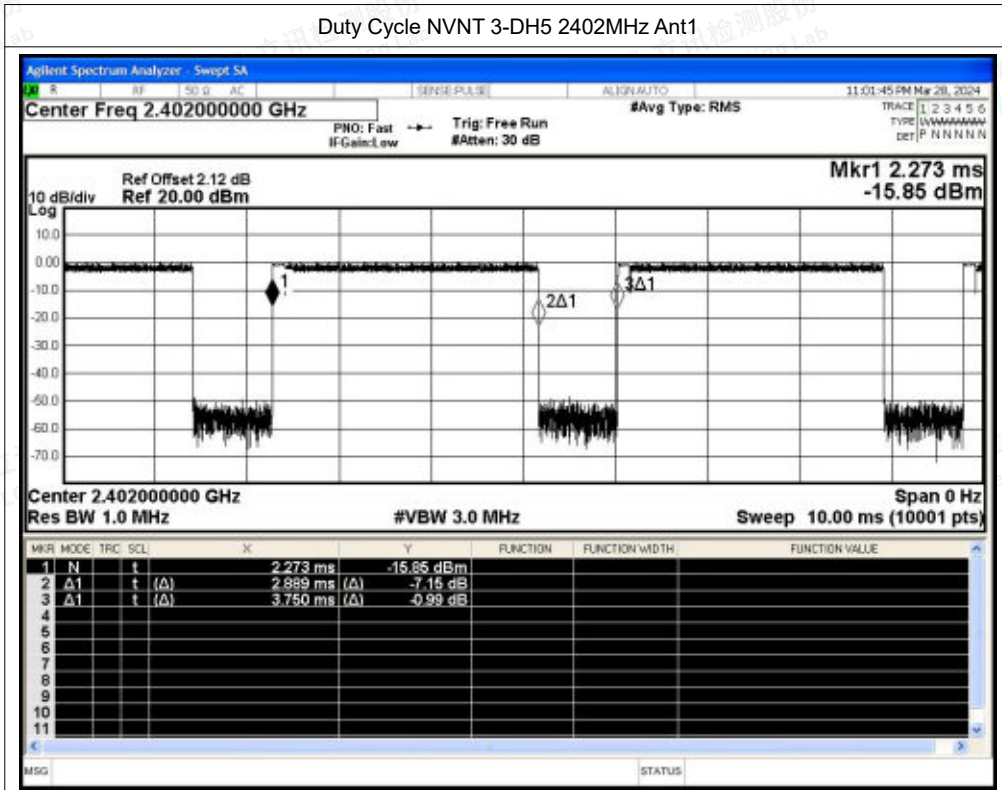 Duty Cycle NVNT 3-DH5 2402MHz Ant1
Agilent Spectrum Analyzer - Swept SA
R RF 50 Ω AC SENSE:PULSE ALIGN AUTO 11:01:45 PM Mar 28, 2024
Center Freq 2.402000000 GHz #Avg Type: RMS TRACE 1 2 3 4 5 6
PNO: Fast Trig: Free Run TYPE
IFGain:Low #Atten: 30 dB DET P N N N N N
Mkr1 2.273 ms
Ref Offset 2.12 dB
10 dB/div Ref 20.00 dBm -15.85 dBm
Log
10.0
0.00
-10.0
-20.0
-30.0
-40.0
-50.0
-60.0
-70.0
1
2Δ1
3Δ1
Center 2.402000000 GHz Span 0 Hz
Res BW 1.0 MHz #VBW 3.0 MHz Sweep 10.00 ms (10001 pts)
MKR MODE TRC SCL X Y FUNCTION FUNCTION WIDTH FUNCTION VALUE
1 N t 2.273 ms -15.85 dBm
2 Δ1 t (Δ) 2.889 ms (Δ) -7.15 dB
3 Δ1 t (Δ) 3.750 ms (Δ) -0.99 dB
4
5
6
7
8
9
10
11
MSG STATUS